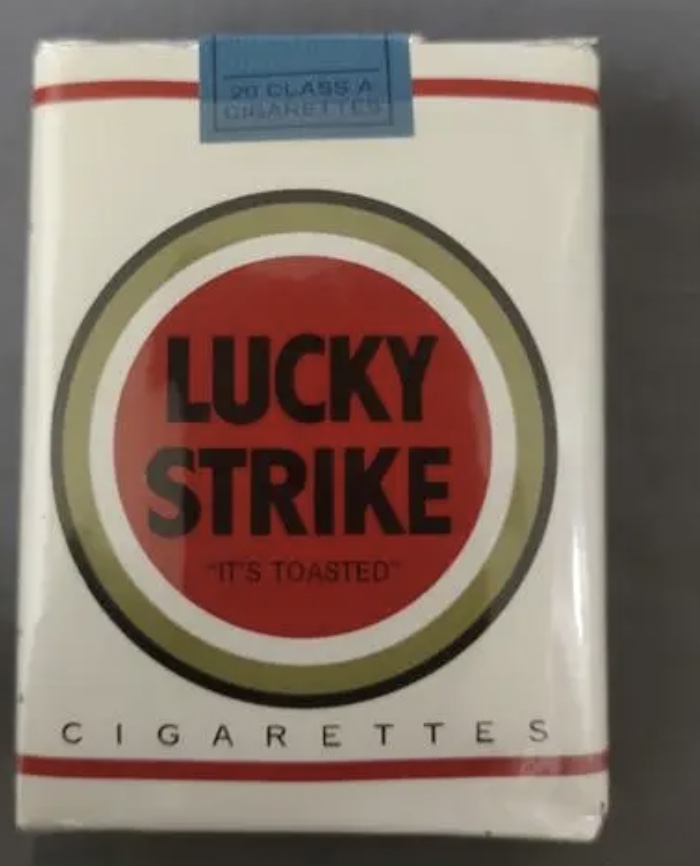 20 CLASS A
CIGARETTES
LUCKY
STRIKE
"IT'S TOASTED"
CIGARETTES